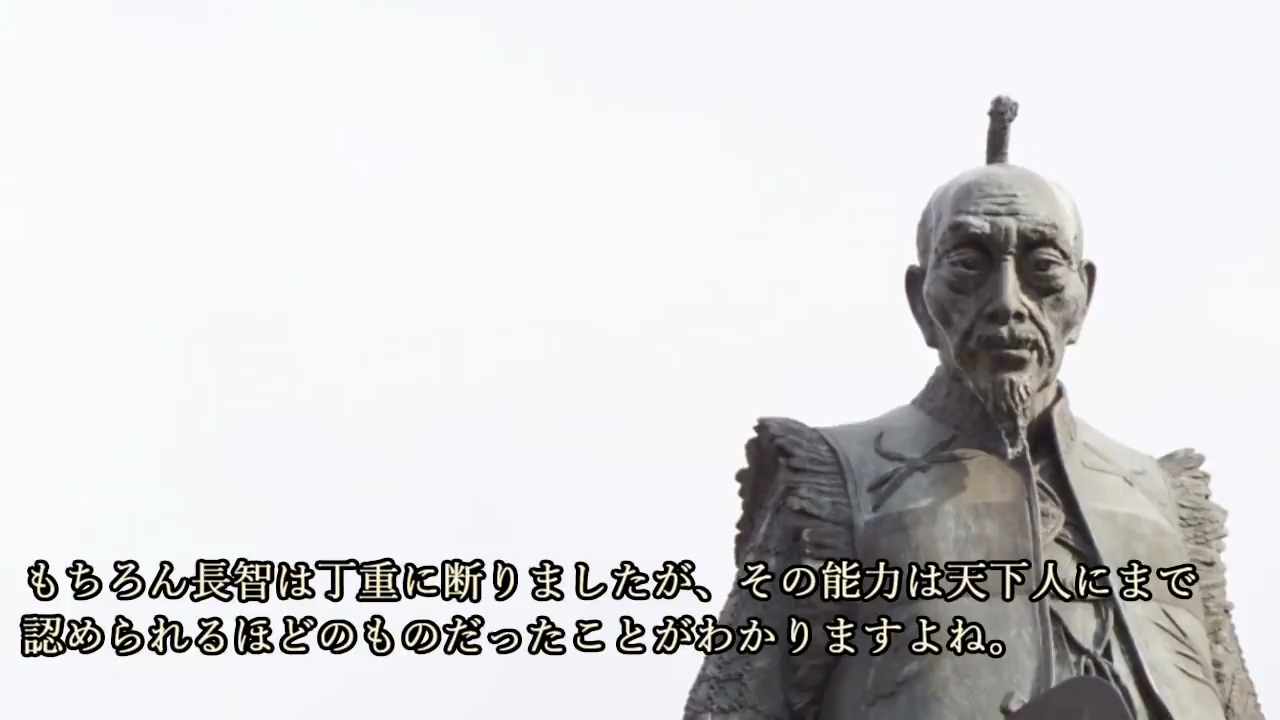 もちろん長智は丁重に断りましたが、その能力は天下人にまで
認められるほどのものだったことがわかりますよね。